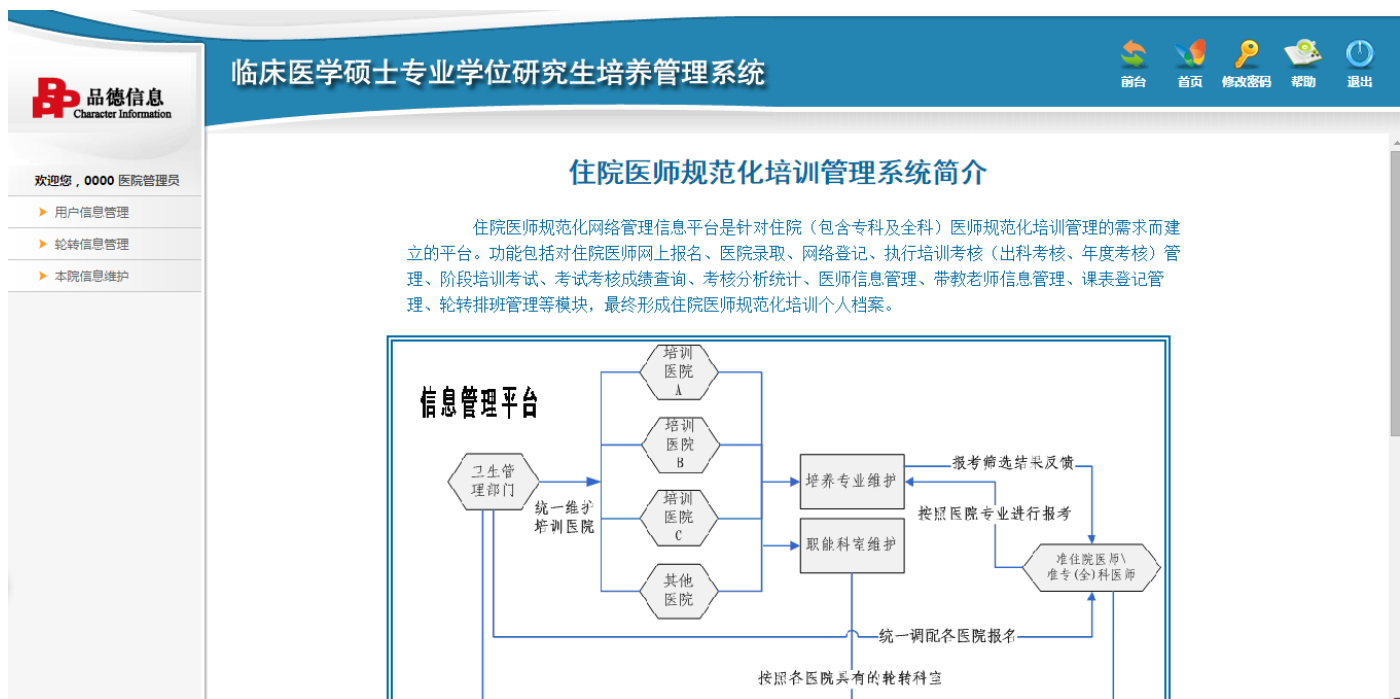 临床医学硕士专业学位研究生培养管理系统
前台 首页 修改密码 帮助 退出
品德信息
Character Information
欢迎您，0000 医院管理员
用户信息管理
轮转信息管理
本院信息维护
住院医师规范化培训管理系统简介
住院医师规范化网络管理信息平台是针对住院（包含专科及全科）医师规范化培训管理的需求而建
立的平台。功能包括对住院医师网上报名、医院录取、网络登记、执行培训考核（出科考核、年度考核）管
理、阶段培训考试、考试考核成绩查询、考核分析统计、医师信息管理、带教老师信息管理、课表登记管
理、轮转排班管理等模块，最终形成住院医师规范化培训个人档案。
信息管理平台
培训
医院
A
培训
医院
B
培训
医院
C
其他
医院
卫生管
理部门
统一维护
培训医院
培养专业维护
职能科室维护
报考筛选结果反馈
按照医院专业进行报考
准住院医师\
准专(全)科医师
统一调配各医院报名
按照各医院具有的轮转科室